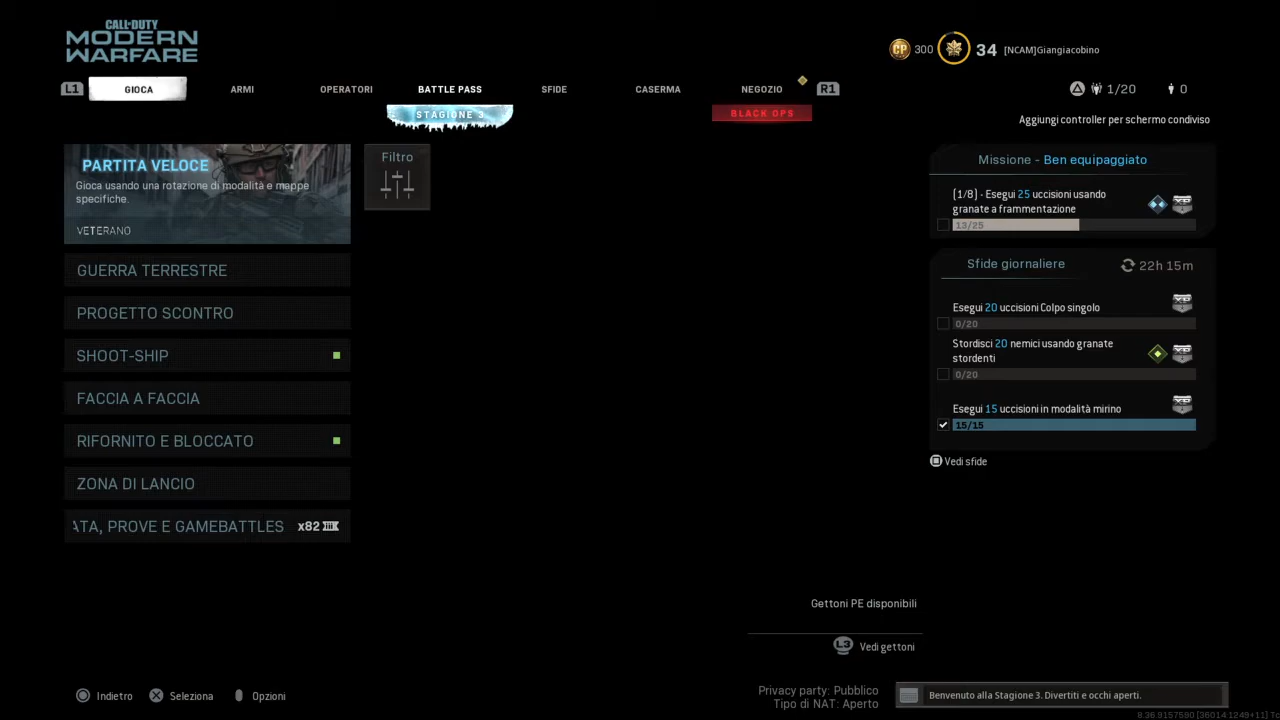 CALL·DUTY
MODERN
WARFARE
CP 300 34 [NCAM]Giangiacobino
L1 GIOCA ARMI OPERATORI BATTLE PASS SFIDE CASERMA NEGOZIO R1
1/20 0
STAGIONE 3
BLACK OPS
Aggiungi controller per schermo condiviso
PARTITA VELOCE
Gioca usando una rotazione di modalità e mappe
specifiche.
VETERANO
Filtro
GUERRA TERRESTRE
PROGETTO SCONTRO
SHOOT-SHIP
FACCIA A FACCIA
RIFORNITO E BLOCCATO
ZONA DI LANCIO
ATA, PROVE E GAMEBATTLES x82
Missione - Ben equipaggiato
(1/8) - Esegui 25 uccisioni usando
granate a frammentazione
XP
13/25
Sfide giornaliere 22h 15m
Esegui 20 uccisioni Colpo singolo
XP
0/20
Stordisci 20 nemici usando granate
stordenti
XP
0/20
Esegui 15 uccisioni in modalità mirino
XP
15/15
Vedi sfide
Gettoni PE disponibili
L3 Vedi gettoni
Indietro Seleziona Opzioni
Privacy party: Pubblico
Tipo di NAT: Aperto
Benvenuto alla Stagione 3. Divertiti e occhi aperti.